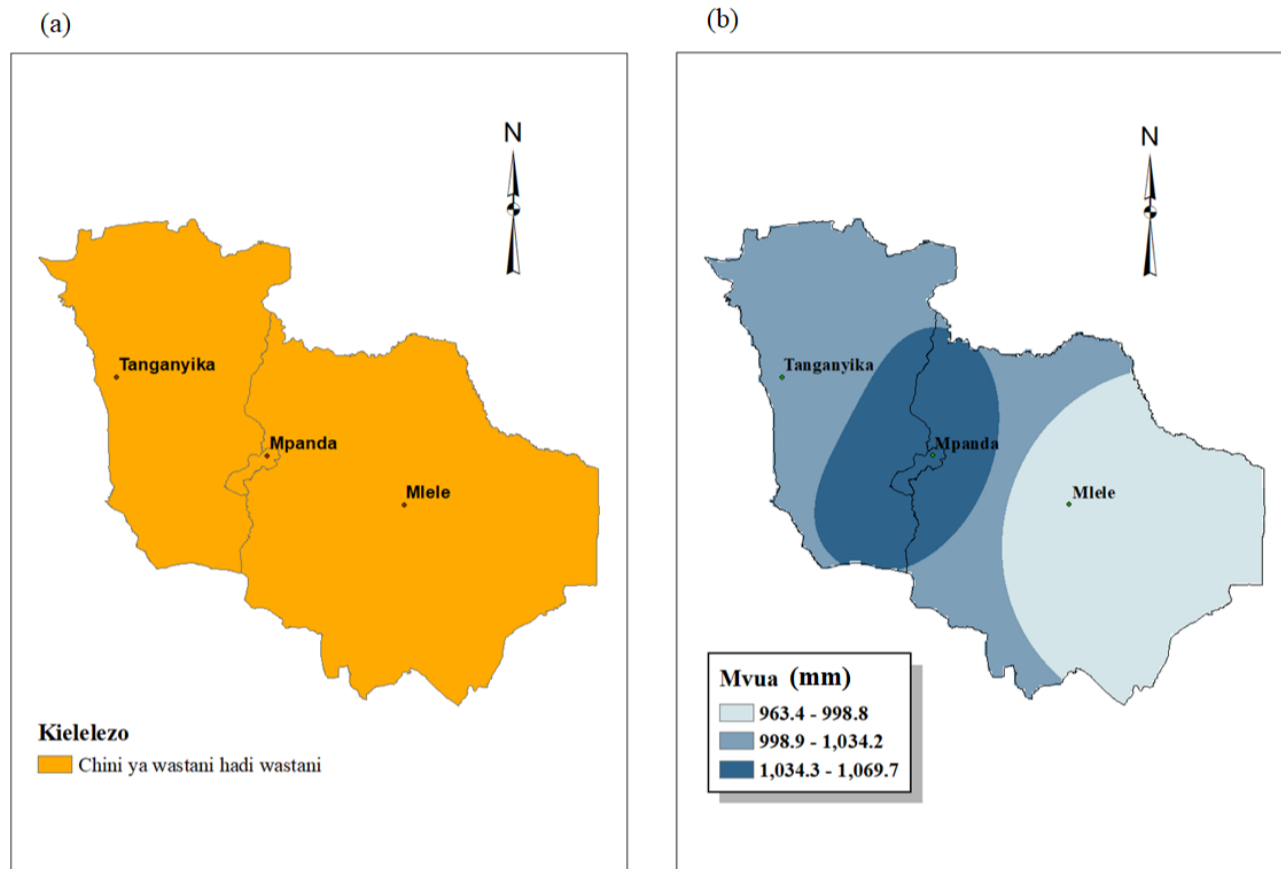 (a)
N
Tanganyika
Mpanda
Mlele
Kielelezo
Chini ya wastani hadi wastani
(b)
N
Tanganyika
Mpanda
Mlele
Mvua (mm)
963.4 - 998.8
998.9 - 1,034.2
1,034.3 - 1,069.7